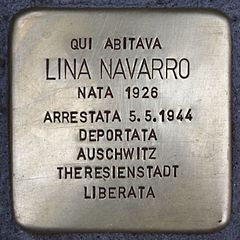 QUI ABITAVA
LINA NAVARRO
NATA 1926
ARRESTATA 5.5.1944
DEPORTATA
AUSCHWITZ
THERESIENSTADT
LIBERATA